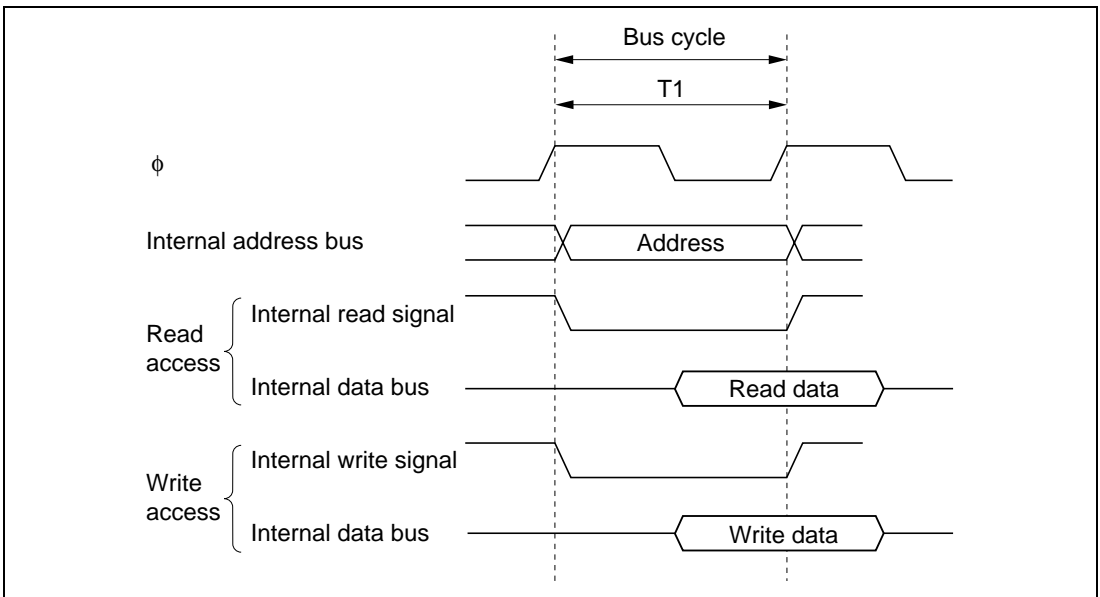 Bus cycle
T1
ϕ
Internal address bus
Address
Read
access
Internal read signal
Internal data bus
Read data
Write
access
Internal write signal
Internal data bus
Write data